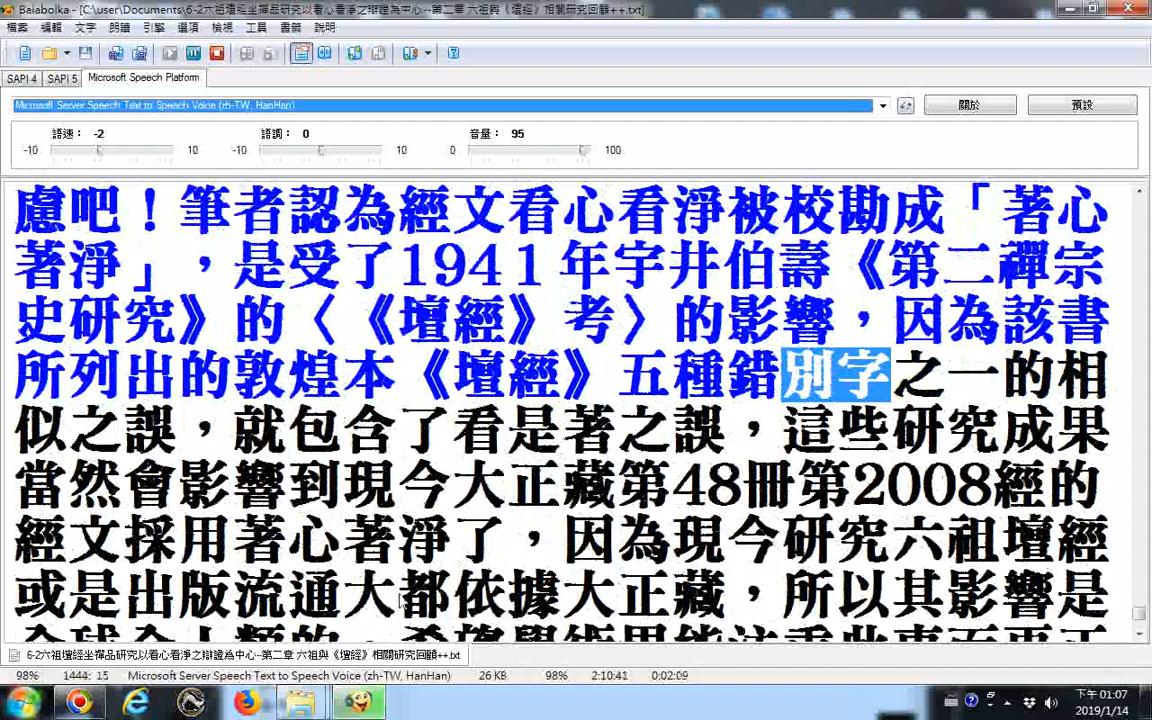 Balabolka - [C:\user\Documents\6-2六祖壇經坐禪品研究以看心看淨之辯證為中心--第二章 六祖與《壇經》相關研究回顧++.txt]
檔案 編輯 文字 朗讀 引擎 選項 檢視 工具 書籤 說明
SAPI 4 SAPI 5 Microsoft Speech Platform
Microsoft Server Speech Text to Speech Voice (zh-TW, HanHan) 關於 預設
語速： -2 語調： 0 音量： 95
-10 10 -10 10 0 100
慮吧！筆者認為經文看心看淨被校勘成「著心
著淨」，是受了1941年宇井伯壽《第二禪宗
史研究》的〈《壇經》考〉的影響，因為該書
所列出的敦煌本《壇經》五種錯別字之一的相
似之誤，就包含了看是著之誤，這些研究成果
當然會影響到現今大正藏第48冊第2008經的
經文採用著心著淨了，因為現今研究六祖壇經
或是出版流通大都依據大正藏，所以其影響是
6-2六祖壇經坐禪品研究以看心看淨之辯證為中心--第二章 六祖與《壇經》相關研究回顧++.txt
98% 1444: 15 Microsoft Server Speech Text to Speech Voice (zh-TW, HanHan) 26 KB 98% 2:10:41 0:02:09
下午 01:07
2019/1/14